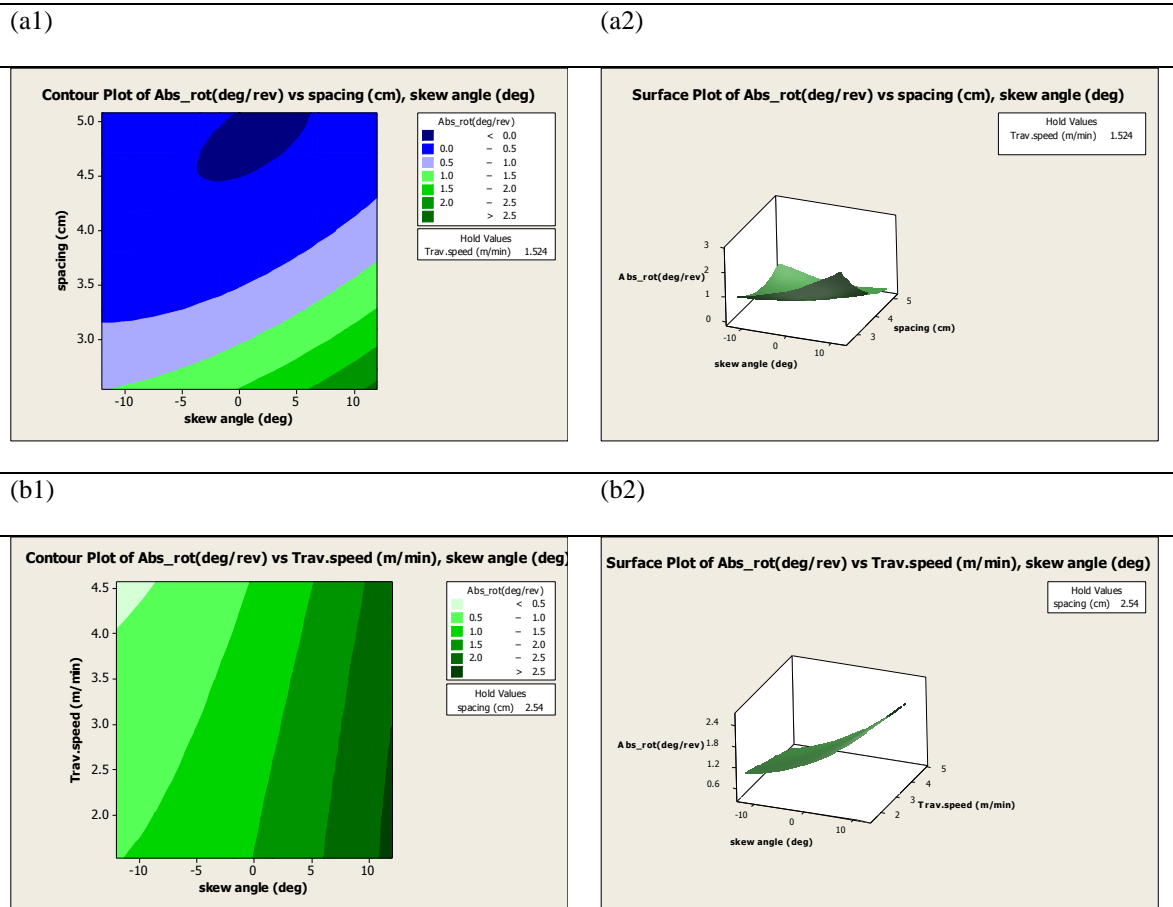 (a1)
(a2)
Contour Plot of Abs_rot(deg/rev) vs spacing (cm), skew angle (deg)
Abs_rot(deg/rev)
< 0.0
0.0 – 0.5
0.5 – 1.0
1.0 – 1.5
1.5 – 2.0
2.0 – 2.5
> 2.5
Hold Values
Trav.speed (m/min) 1.524
5.0
4.5
4.0
3.5
3.0
spacing (cm)
-10 -5 0 5 10
skew angle (deg)
Surface Plot of Abs_rot(deg/rev) vs spacing (cm), skew angle (deg)
Hold Values
Trav.speed (m/min) 1.524
3
2
1
0
Abs_rot(deg/rev)
-10 0 10
skew angle (deg)
3 4 5
spacing (cm)
(b1)
(b2)
Contour Plot of Abs_rot(deg/rev) vs Trav.speed (m/min), skew angle (deg)
Abs_rot(deg/rev)
< 0.5
0.5 – 1.0
1.0 – 1.5
1.5 – 2.0
2.0 – 2.5
> 2.5
Hold Values
spacing (cm) 2.54
4.5
4.0
3.5
3.0
2.5
2.0
Trav.speed (m/min)
-10 -5 0 5 10
skew angle (deg)
Surface Plot of Abs_rot(deg/rev) vs Trav.speed (m/min), skew angle (deg)
Hold Values
spacing (cm) 2.54
2.4
1.8
1.2
0.6
Abs_rot(deg/rev)
-10 0 10
skew angle (deg)
2 3 4 5
Trav.speed (m/min)